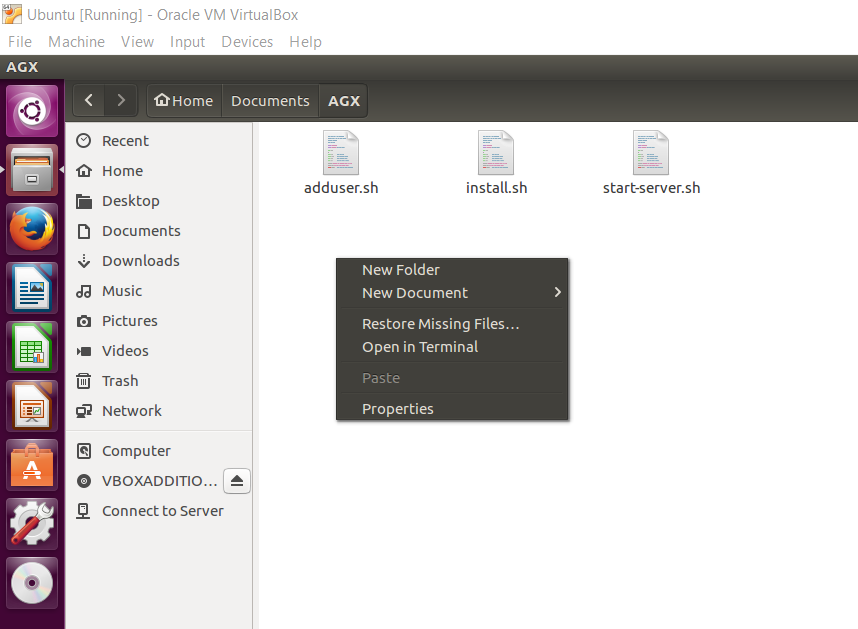 Ubuntu [Running] - Oracle VM VirtualBox
File Machine View Input Devices Help
AGX
Home Documents AGX
Recent
Home
Desktop
Documents
Downloads
Music
Pictures
Videos
Trash
Network
Computer
VBOXADDITIO...
Connect to Server
adduser.sh install.sh start-server.sh
New Folder
New Document
Restore Missing Files...
Open in Terminal
Paste
Properties